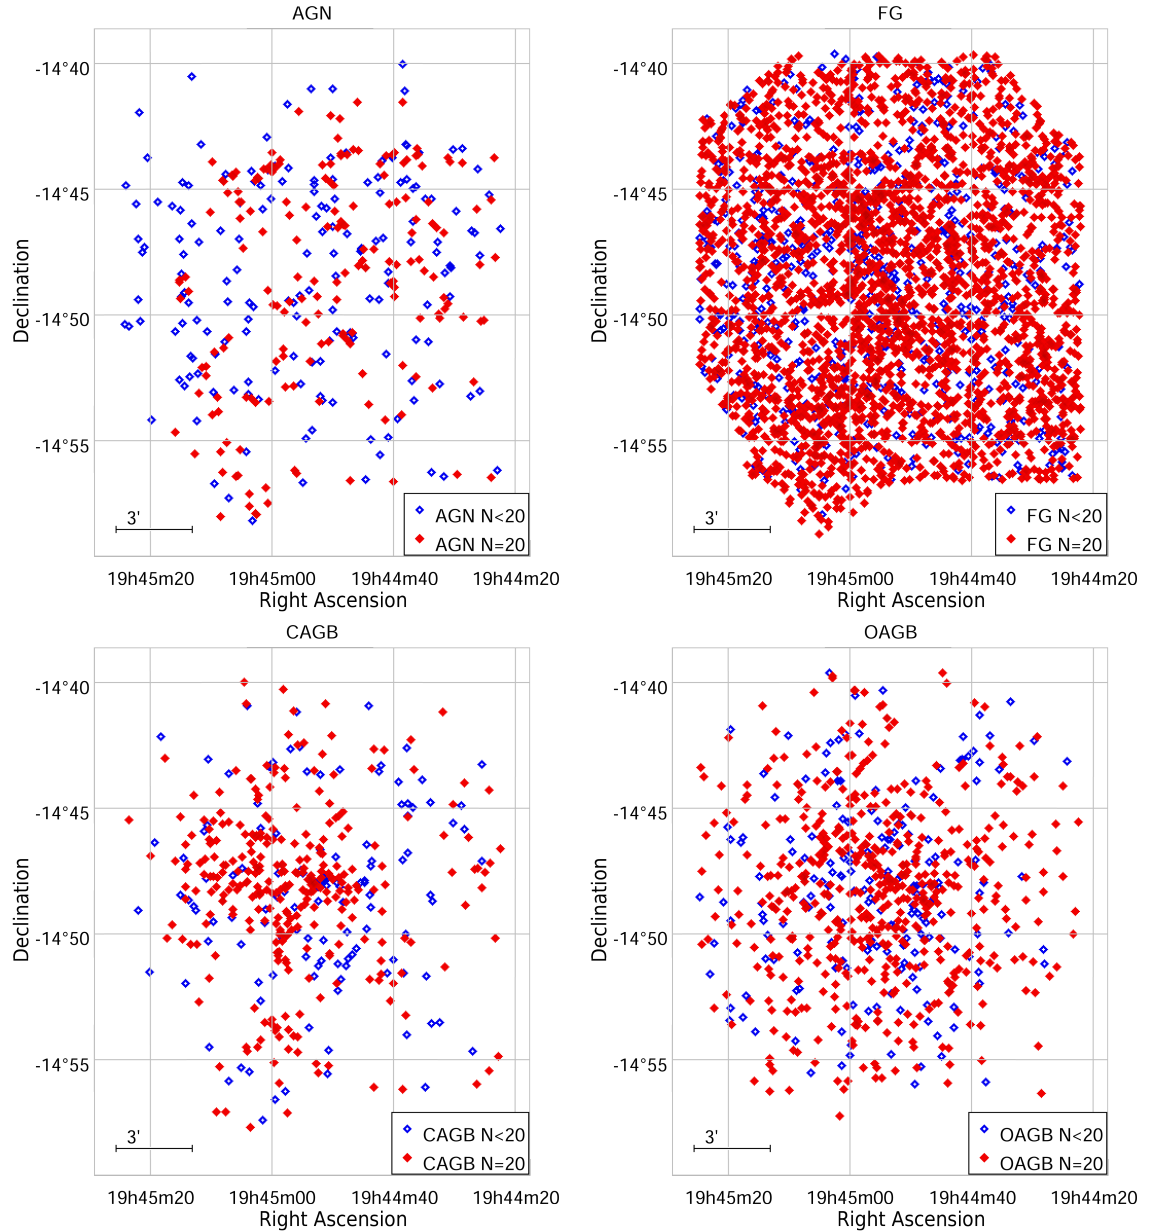 AGN
-14°40
-14°45
-14°50
-14°55
Declination
19h45m20
19h45m00
19h44m40
19h44m20
Right Ascension
3'
AGN N<20
AGN N=20
FG
-14°40
-14°45
-14°50
-14°55
Declination
19h45m20
19h45m00
19h44m40
19h44m20
Right Ascension
3'
FG N<20
FG N=20
CAGB
-14°40
-14°45
-14°50
-14°55
Declination
19h45m20
19h45m00
19h44m40
19h44m20
Right Ascension
3'
CAGB N<20
CAGB N=20
OAGB
-14°40
-14°45
-14°50
-14°55
Declination
19h45m20
19h45m00
19h44m40
19h44m20
Right Ascension
3'
OAGB N<20
OAGB N=20